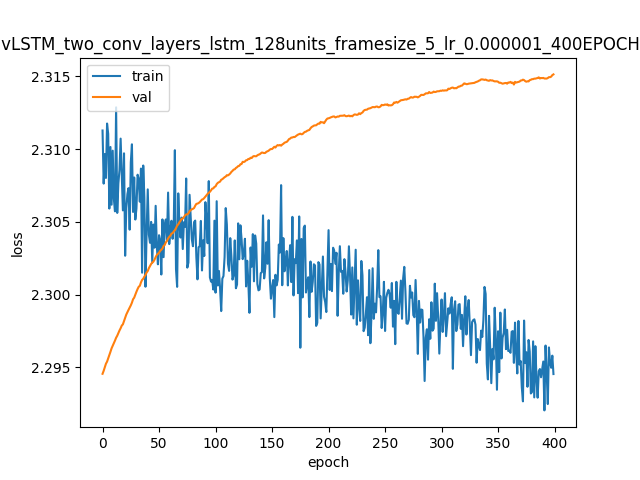 vLSTM_two_conv_layers_lstm_128units_framesize_5_lr_0.000001_400EPOCH
train
val
2.315
2.310
2.305
2.300
2.295
loss
0 50 100 150 200 250 300 350 400
epoch